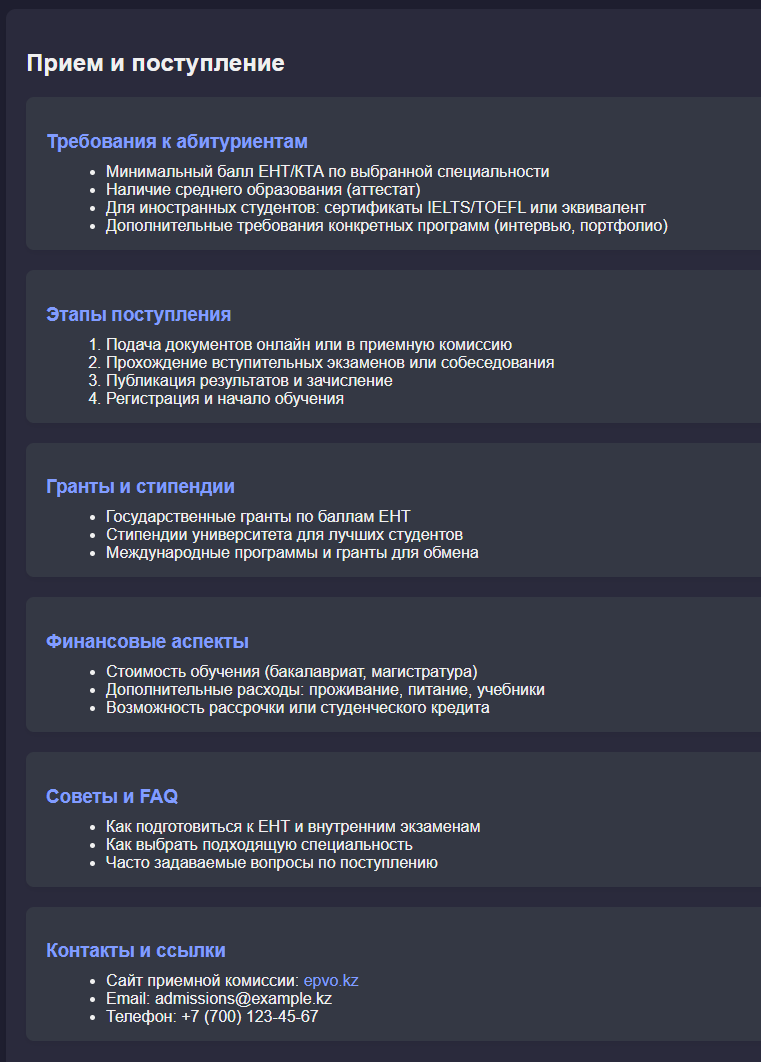 Прием и поступление
Требования к абитуриентам
• Минимальный балл ЕНТ/КТА по выбранной специальности
• Наличие среднего образования (аттестат)
• Для иностранных студентов: сертификаты IELTS/TOEFL или эквивалент
• Дополнительные требования конкретных программ (интервью, портфолио)
Этапы поступления
1. Подача документов онлайн или в приемную комиссию
2. Прохождение вступительных экзаменов или собеседования
3. Публикация результатов и зачисление
4. Регистрация и начало обучения
Гранты и стипендии
• Государственные гранты по баллам ЕНТ
• Стипендии университета для лучших студентов
• Международные программы и гранты для обмена
Финансовые аспекты
• Стоимость обучения (бакалавриат, магистратура)
• Дополнительные расходы: проживание, питание, учебники
• Возможность рассрочки или студенческого кредита
Советы и FAQ
• Как подготовиться к ЕНТ и внутренним экзаменам
• Как выбрать подходящую специальность
• Часто задаваемые вопросы по поступлению
Контакты и ссылки
• Сайт приемной комиссии: epvo.kz
• Email: admissions@example.kz
• Телефон: +7 (700) 123-45-67